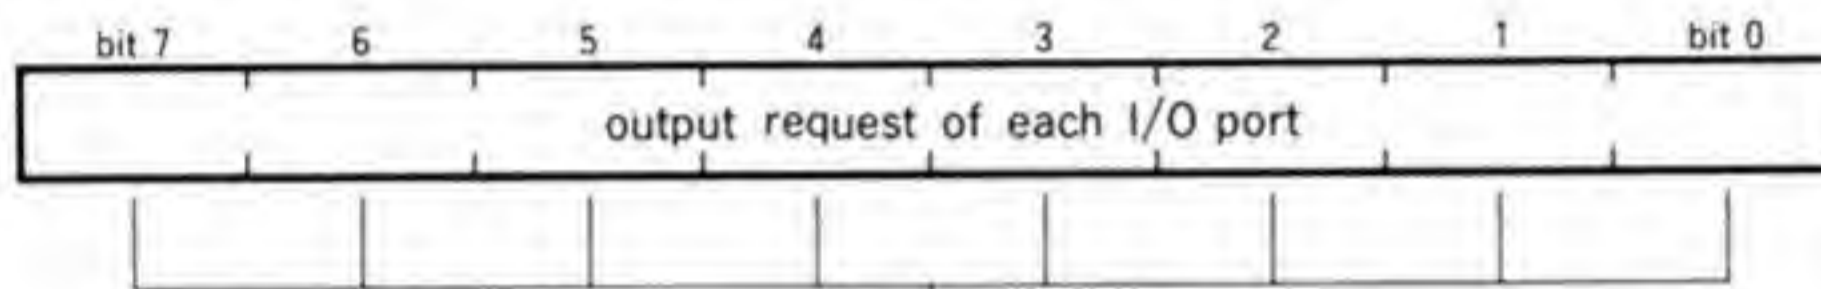 bit 7 6 5 4 3 2 1 bit 0
output request of each I/O port